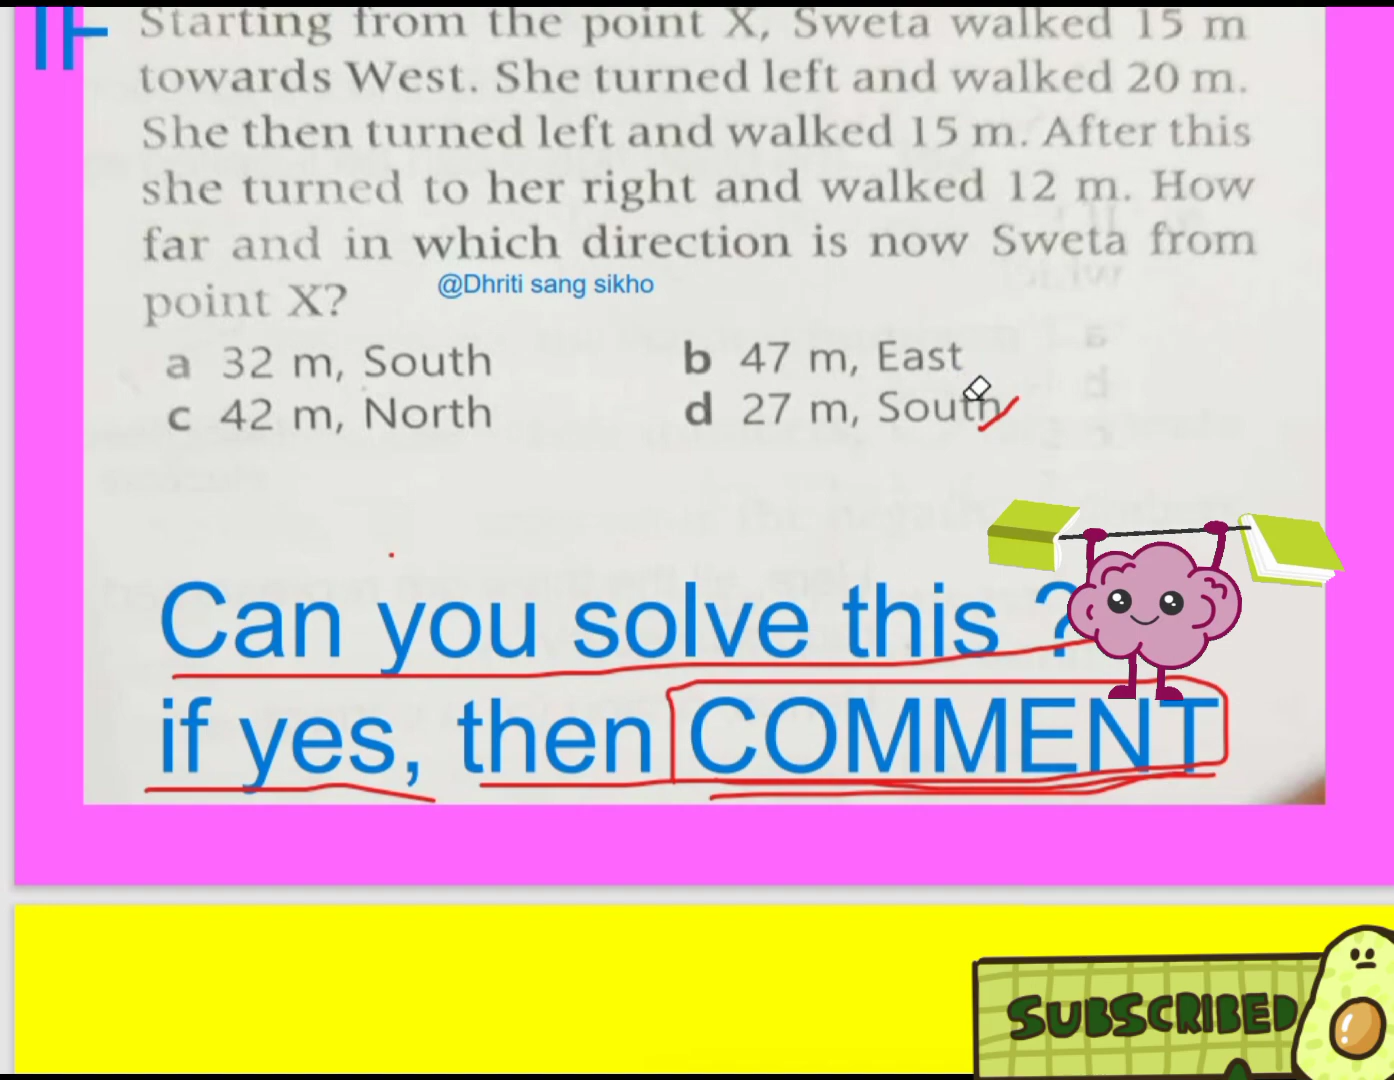 Starting from the point X, Sweta walked 15 m
towards West. She turned left and walked 20 m.
She then turned left and walked 15 m. After this
she turned to her right and walked 12 m. How
far and in which direction is now Sweta from
point X?
@Dhriti sang sikho
a 32 m, South
b 47 m, East
c 42 m, North
d 27 m, South
Can you solve this ?
if yes, then COMMENT
SUBSCRIBED